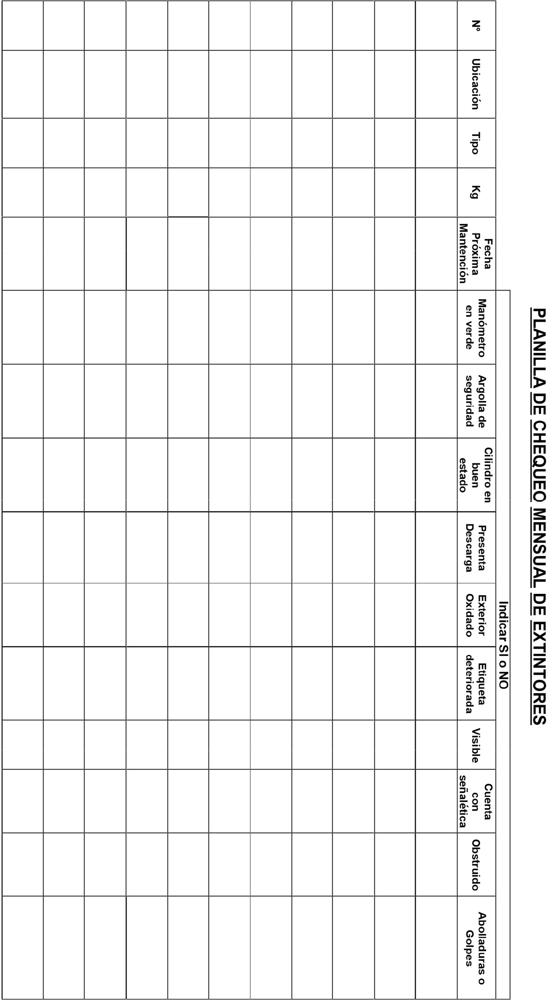 PLANILLA DE CHEQUEO MENSUAL DE EXTINTORES
Indicar SI o NO
N°
Ubicación
Tipo
Kg
Fecha
Próxima
Mantención
Manómetro
en verde
Argolla de
seguridad
Cilindro en
buen
estado
Presenta
Descarga
Exterior
Oxidado
Etiqueta
deteriorada
Visible
Cuenta
con
señalética
Obstruido
Abolladuras o
Golpes